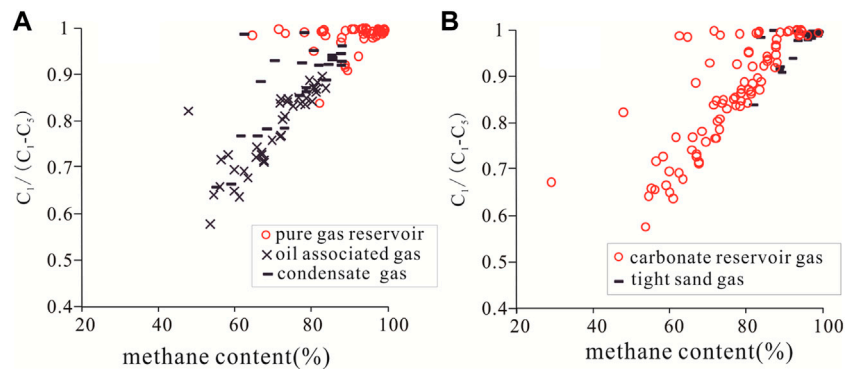 A
C₁/(C₁-C₅)
1
0.9
0.8
0.7
0.6
0.5
0.4
20
40
60
80
100
methane content(%)
pure gas reservoir
oil associated gas
condensate gas
B
C₁/(C₁-C₅)
1
0.9
0.8
0.7
0.6
0.5
0.4
20
40
60
80
100
methane content(%)
carbonate reservoir gas
tight sand gas